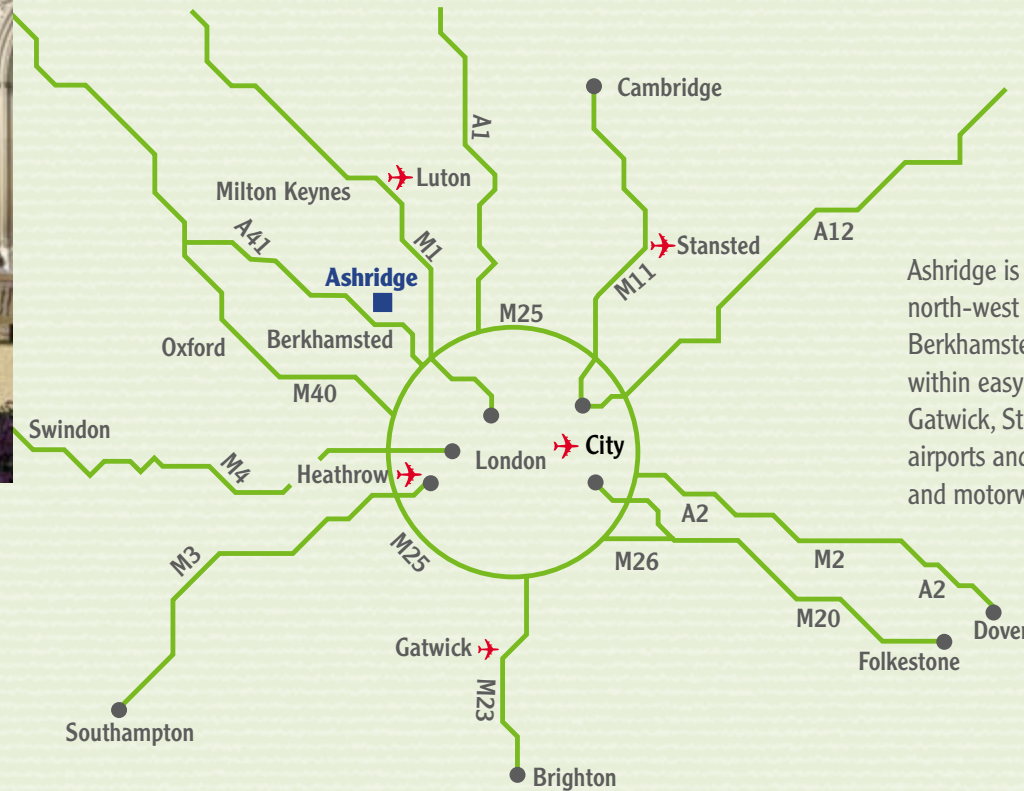 Cambridge
A1
Luton
Milton Keynes
A41
M1
A12
Stansted
Ashridge
M11
M25
Berkhamsted
Oxford
M40
Swindon
City
London
M4
Heathrow
A2
M25
M3
M26
M2
A2
M20
Dover
Gatwick
Folkestone
M23
Southampton
Brighton
Ashridge is
north-west
Berkhamste
within easy
Gatwick, St
airports and
and motorw